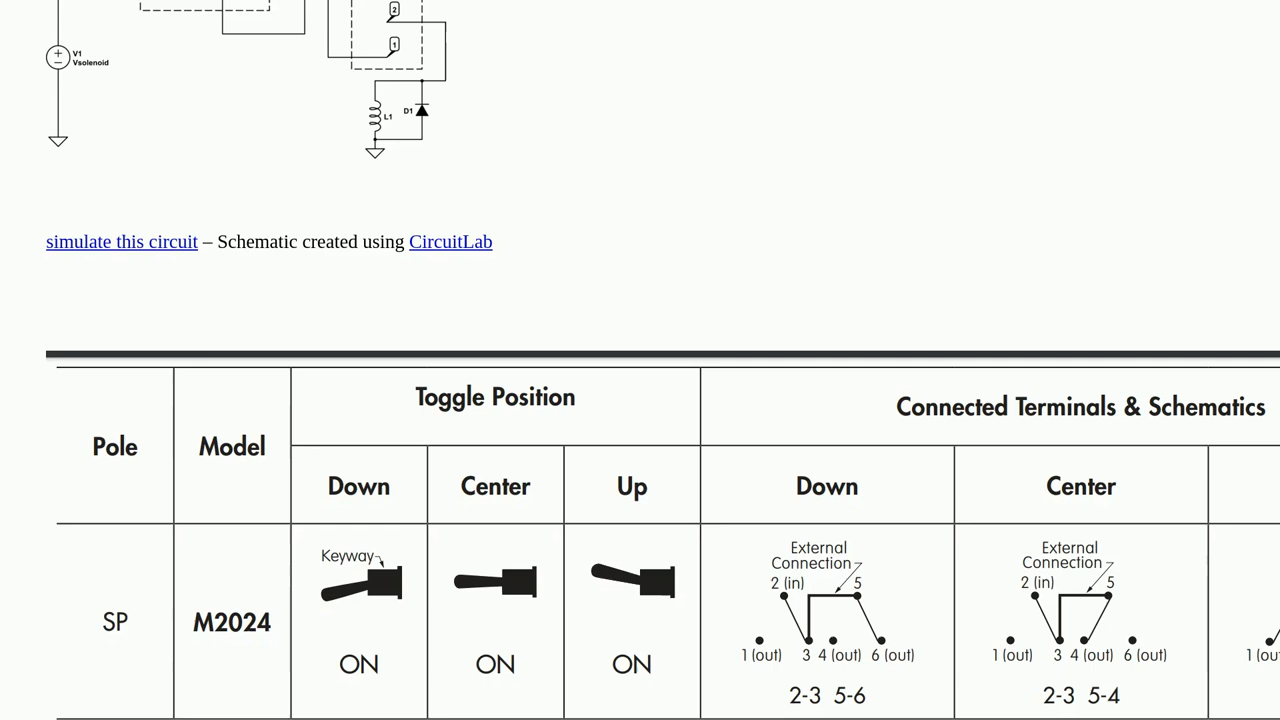 2
1
V1
Vsolenoid
D1
L1
simulate this circuit – Schematic created using CircuitLab
Pole
Model
Toggle Position
Connected Terminals & Schematics
Down
Center
Up
Down
Center
SP
M2024
Keyway
ON
ON
ON
External
Connection
2 (in)
5
1 (out)
3
4 (out)
6 (out)
2-3 5-6
External
Connection
2 (in)
5
1 (out)
3
4 (out)
6 (out)
2-3 5-4